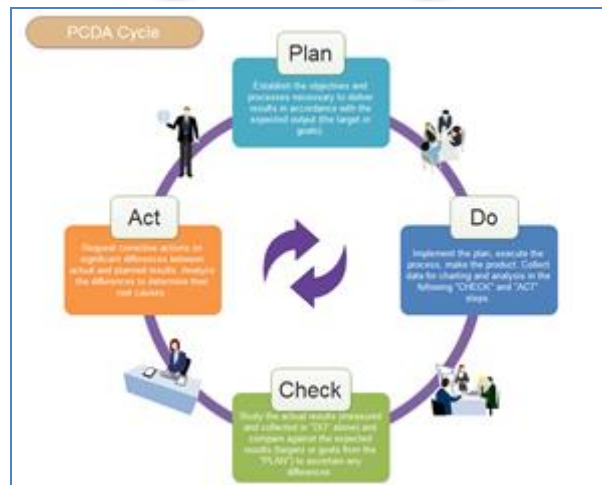 PCDA Cycle
Plan
Establish the objectives and
processes necessary to deliver
results in accordance with the
expected output (the target or
goals)
Do
Implement the plan, execute the
process, make the product. Collect
data for charting and analysis in the
following "CHECK" and "ACT"
steps
Check
Study the actual results (measured
and collected in "DO" above) and
compare against the expected
results (targets or goals from the
"PLAN") to ascertain any
differences
Act
Request corrective actions on
significant differences between
actual and planned results. Analyze
the differences to determine their
root causes